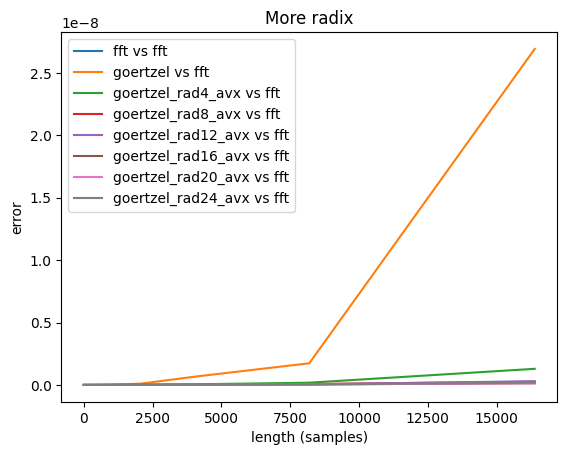 More radix
1e−8
fft vs fft
goertzel vs fft
goertzel_rad4_avx vs fft
goertzel_rad8_avx vs fft
goertzel_rad12_avx vs fft
goertzel_rad16_avx vs fft
goertzel_rad20_avx vs fft
goertzel_rad24_avx vs fft
error
2.5
2.0
1.5
1.0
0.5
0.0
0 2500 5000 7500 10000 12500 15000
length (samples)